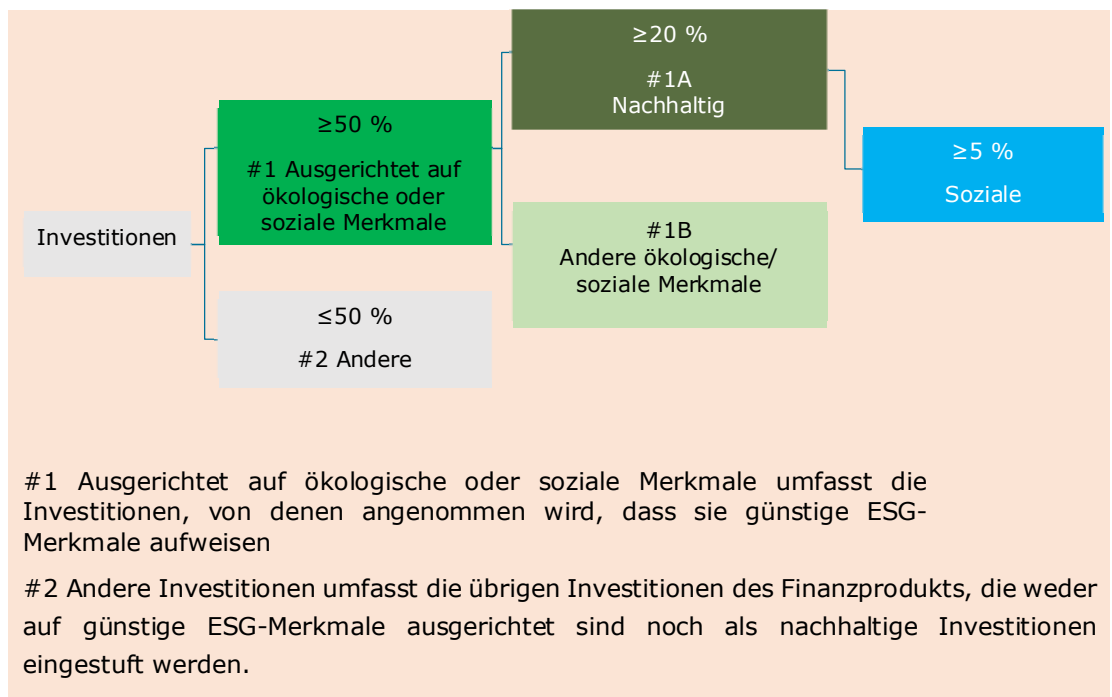 Investitionen
≥50 %
#1 Ausgerichtet auf
ökologische oder
soziale Merkmale
≤50 %
#2 Andere
≥20 %
#1A
Nachhaltig
#1B
Andere ökologische/
soziale Merkmale
≥5 %
Soziale
#1 Ausgerichtet auf ökologische oder soziale Merkmale umfasst die
Investitionen, von denen angenommen wird, dass sie günstige ESG-
Merkmale aufweisen
#2 Andere Investitionen umfasst die übrigen Investitionen des Finanzprodukts, die weder
auf günstige ESG-Merkmale ausgerichtet sind noch als nachhaltige Investitionen
eingestuft werden.